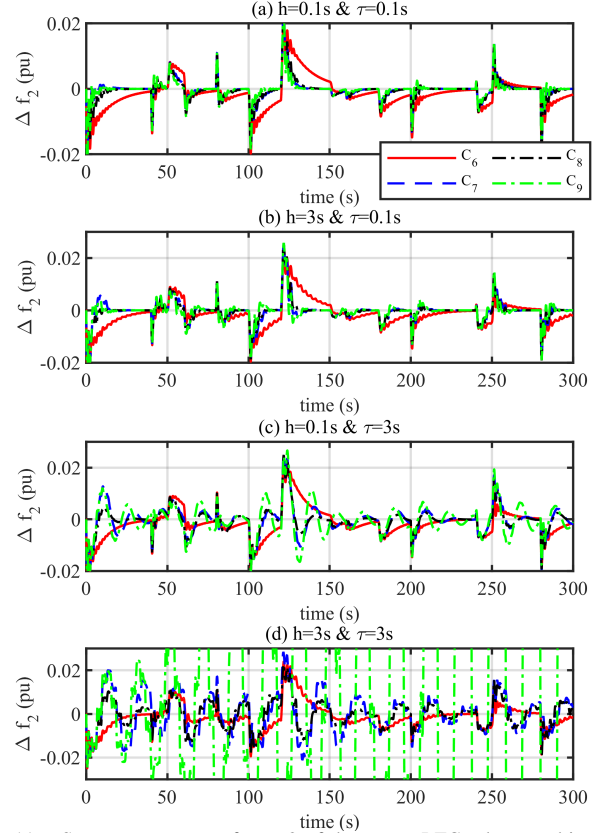 (a) h=0.1s & τ=0.1s
0.02
0
-0.02
Δ f2 (pu)
0 50 100 150 200 250 300
time (s)
C6 C8
C7 C9
(b) h=3s & τ=0.1s
0.02
0
-0.02
Δ f2 (pu)
0 50 100 150 200 250 300
time (s)
(c) h=0.1s & τ=3s
0.02
0
-0.02
Δ f2 (pu)
0 50 100 150 200 250 300
time (s)
(d) h=3s & τ=3s
0.02
0
-0.02
Δ f2 (pu)
0 50 100 150 200 250 300
time (s)